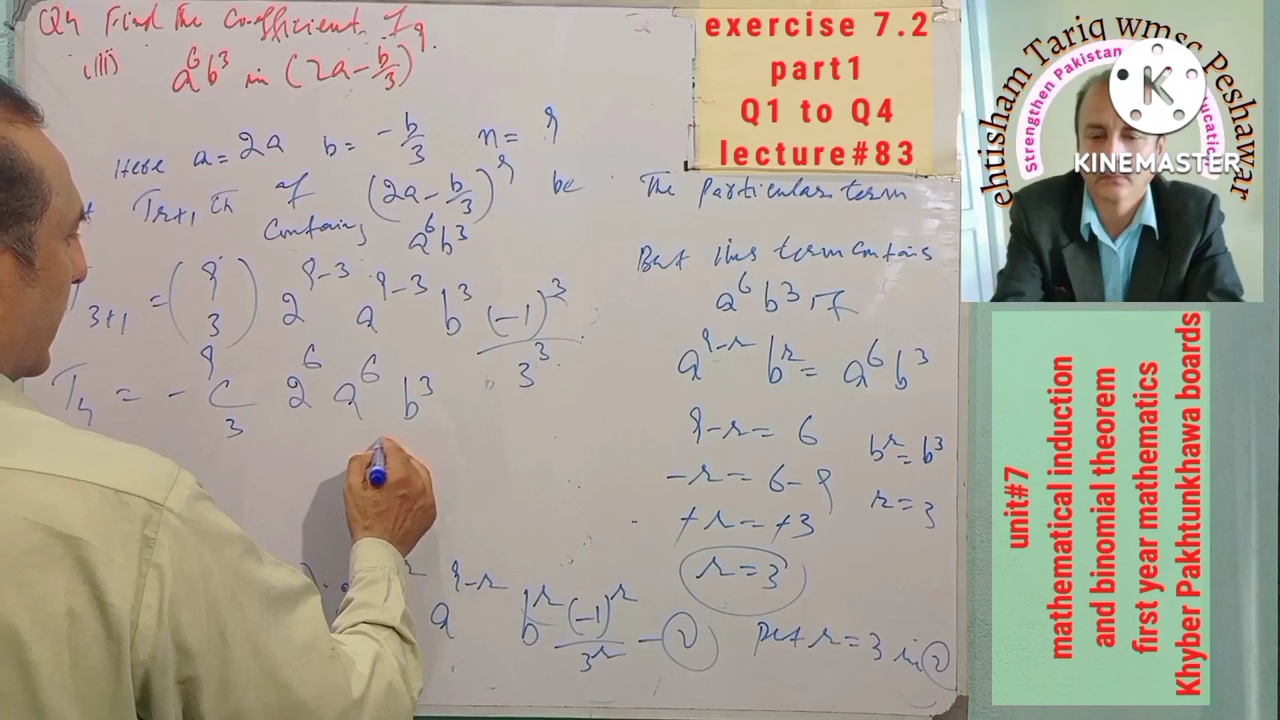 Q4 Find the Coefficient If
(iii) a⁶b³ in (2a - b/3)⁹
Here a = 2a b = -b/3 n = 9
Tr+1 th of (2a - b/3)⁹ be
contains a⁶b³
T3+1 = (9 3) 2⁹⁻³ a⁹⁻³ b³ (-1)³/3³
T4 = - ⁹C3 2⁶ a⁶ b³
a⁹⁻ʳ bʳ (-1)ʳ/3ʳ - 2
The particular term
But this term contains
a⁶b³ if
a⁹⁻ʳ bʳ = a⁶b³
9-r = 6
-r = 6-9
+r = +3
r = 3
bʳ = b³
r = 3
put r = 3 in 2
exercise 7.2
part1
Q1 to Q4
lecture#83
Tariq wmsc Peshawar
Strengthen Pakistan
K
KINEMASTER
unit#7
mathematical induction
and binomial theorem
first year mathematics
Khyber Pakhtunkhawa boards